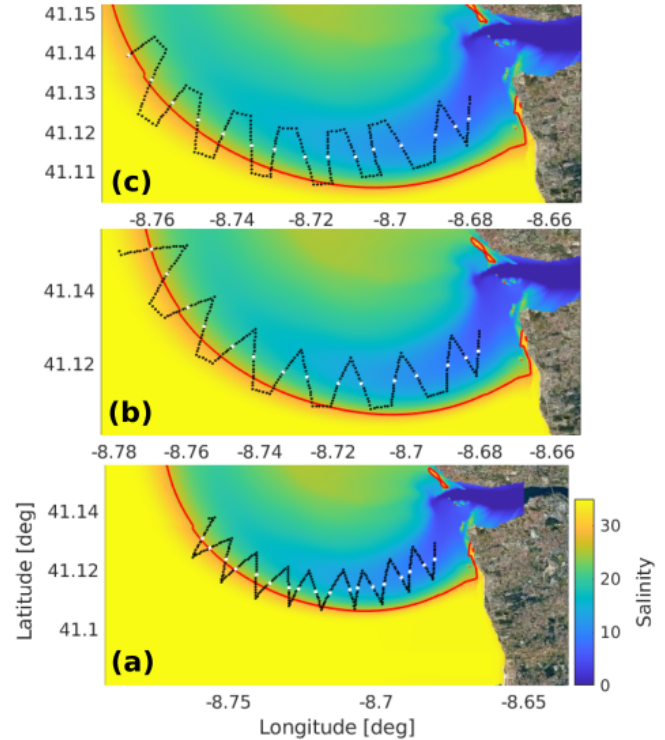 41.15
41.14
41.13
41.12
41.11
(c)
-8.76 -8.74 -8.72 -8.7 -8.68 -8.66
41.14
41.12
(b)
-8.78 -8.76 -8.74 -8.72 -8.7 -8.68 -8.66
41.14
41.12
41.1
Latitude [deg]
(a)
30
20
10
0
Salinity
-8.75 -8.7 -8.65
Longitude [deg]